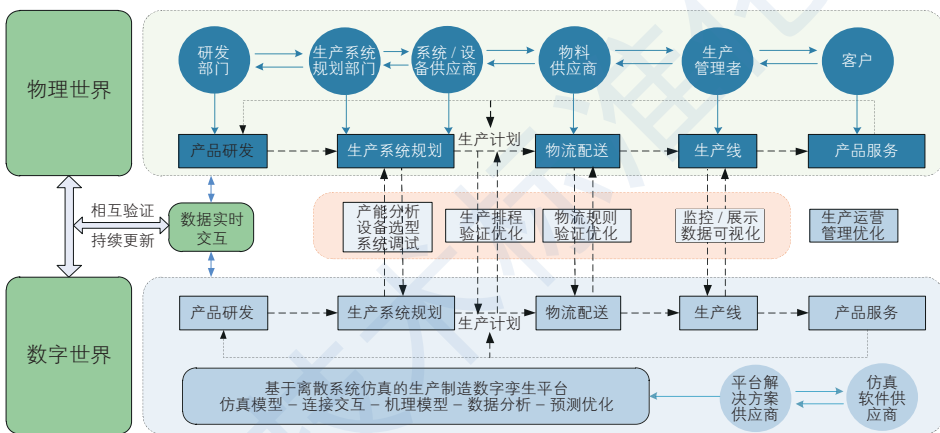 物理世界
研发
部门
生产系统
规划部门
系统 / 设
备供应商
物料
供应商
生产
管理者
客户
产品研发
生产系统规划
生产计划
物流配送
生产线
产品服务
相互验证
持续更新
数据实时
交互
产能分析
设备选型
系统调试
生产排程
验证优化
物流规则
验证优化
监控 / 展示
数据可视化
生产运营
管理优化
数字世界
产品研发
生产系统规划
生产计划
物流配送
生产线
产品服务
基于离散系统仿真的生产制造数字孪生平台
仿真模型 – 连接交互 – 机理模型 – 数据分析 – 预测优化
平台解
决方案
供应商
仿真
软件供
应商